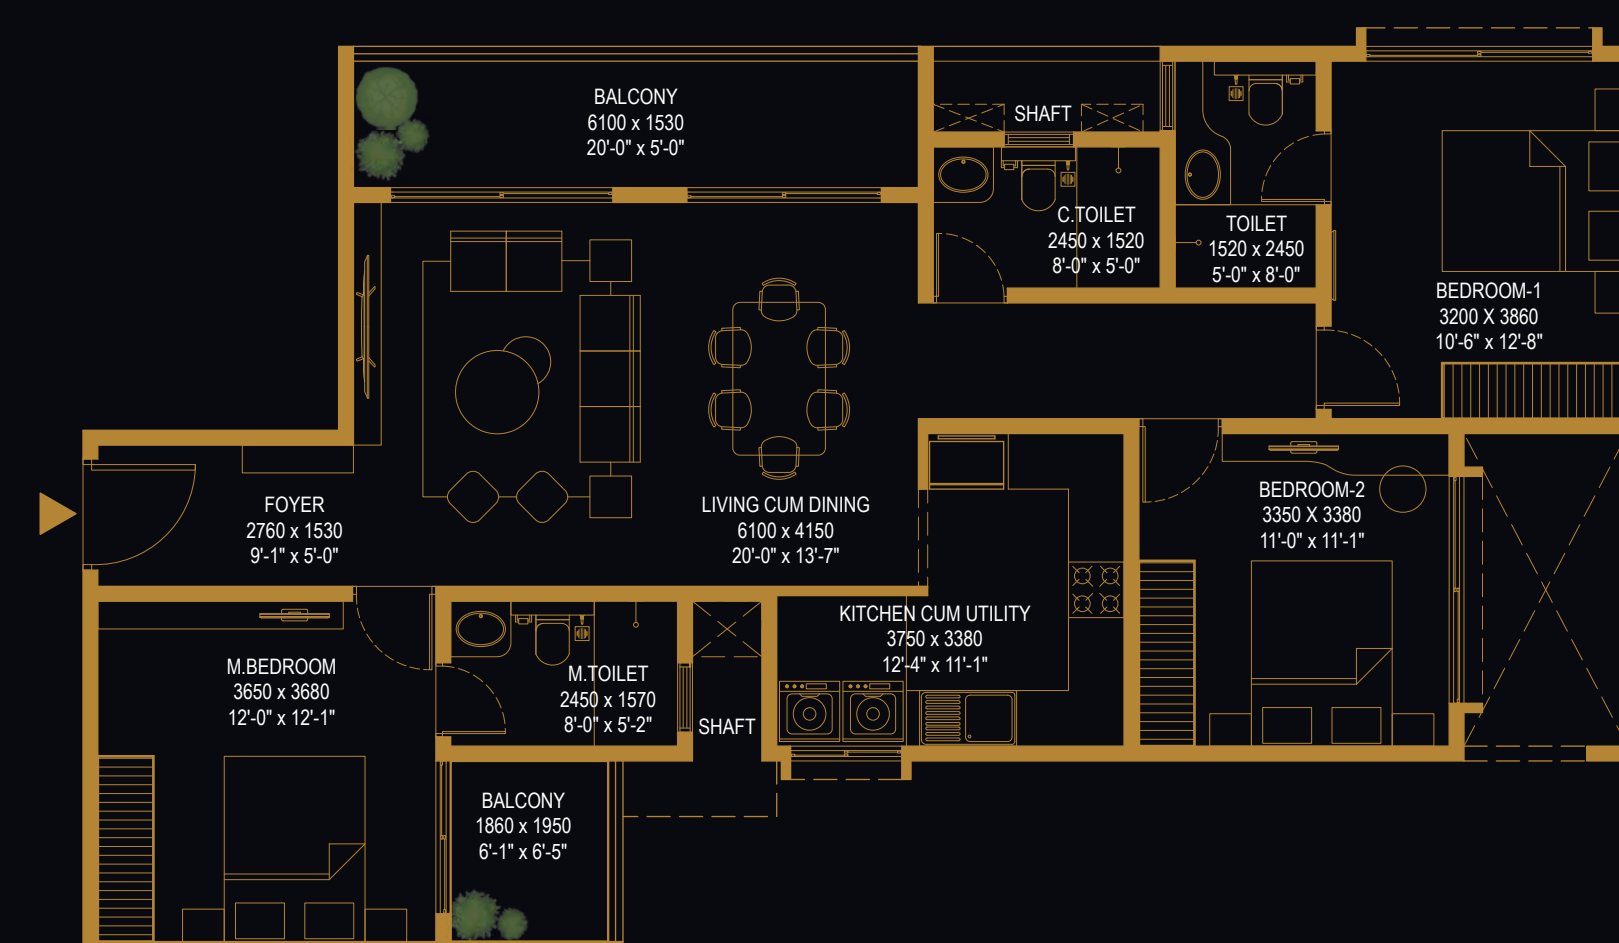 BALCONY
6100 x 1530
20'-0" x 5'-0"
SHAFT
C.TOILET
2450 x 1520
8'-0" x 5'-0"
TOILET
1520 x 2450
5'-0" x 8'-0"
BEDROOM-1
3200 X 3860
10'-6" x 12'-8"
FOYER
2760 x 1530
9'-1" x 5'-0"
LIVING CUM DINING
6100 x 4150
20'-0" x 13'-7"
BEDROOM-2
3350 X 3380
11'-0" x 11'-1"
KITCHEN CUM UTILITY
3750 x 3380
12'-4" x 11'-1"
M.BEDROOM
3650 x 3680
12'-0" x 12'-1"
M.TOILET
2450 x 1570
8'-0" x 5'-2"
SHAFT
BALCONY
1860 x 1950
6'-1" x 6'-5"